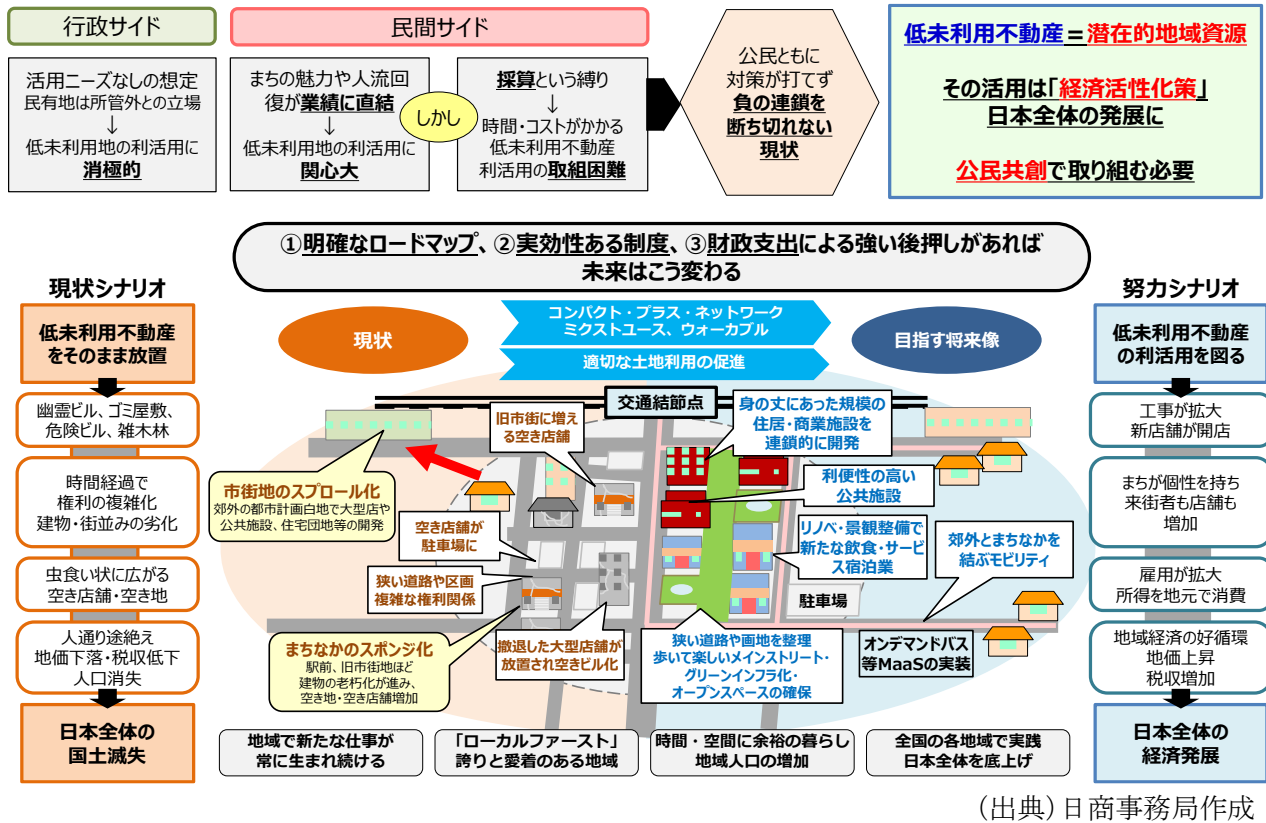 行政サイド
活用ニーズなしの想定
民有地は所管外との立場
↓
低未利用地の利活用に
消極的
民間サイド
まちの魅力や人流回
復が業績に直結
↓
低未利用地の利活用に
関心大
しかし
採算という縛り
↓
時間・コストがかかる
低未利用不動産
利活用の取組困難
公民ともに
対策が打てず
負の連鎖を
断ち切れない
現状
低未利用不動産＝潜在的地域資源
その活用は「経済活性化策」
日本全体の発展に
公民共創で取り組む必要
①明確なロードマップ、②実効性ある制度、③財政支出による強い後押しがあれば
未来はこう変わる
現状シナリオ
低未利用不動産
をそのまま放置
幽霊ビル、ゴミ屋敷、
危険ビル、雑木林
時間経過で
権利の複雑化
建物・街並みの劣化
虫食い状に広がる
空き店舗・空き地
人通り途絶え
地価下落・税収低下
人口消失
日本全体の
国土滅失
現状
コンパクト・プラス・ネットワーク
ミクストユース、ウォーカブル
適切な土地利用の促進
目指す将来像
交通結節点
旧市街に増え
る空き店舗
市街地のスプロール化
郊外の都市計画白地で大型店や
公共施設、住宅団地等の開発
空き店舗が
駐車場に
狭い道路や区画
複雑な権利関係
まちなかのスポンジ化
駅前、旧市街地ほど
建物の老朽化が進み、
空き地・空き店舗増加
撤退した大型店舗が
放置され空きビル化
身の丈にあった規模の
住居・商業施設を
連鎖的に開発
利便性の高い
公共施設
リノベ・景観整備で
新たな飲食・サービ
ス宿泊業
郊外とまちなかを
結ぶモビリティ
駐車場
狭い道路や画地を整理
歩いて楽しいメインストリート・
グリーンインフラ化・
オープンスペースの確保
オンデマンドバス
等MaaSの実装
地域で新たな仕事が
常に生まれ続ける
「ローカルファースト」
誇りと愛着のある地域
時間・空間に余裕の暮らし
地域人口の増加
全国の各地域で実践
日本全体を底上げ
努力シナリオ
低未利用不動産
の利活用を図る
工事が拡大
新店舗が開店
まちが個性を持ち
来街者も店舗も
増加
雇用が拡大
所得を地元で消費
地域経済の好循環
地価上昇
税収増加
日本全体の
経済発展
（出典）日商事務局作成